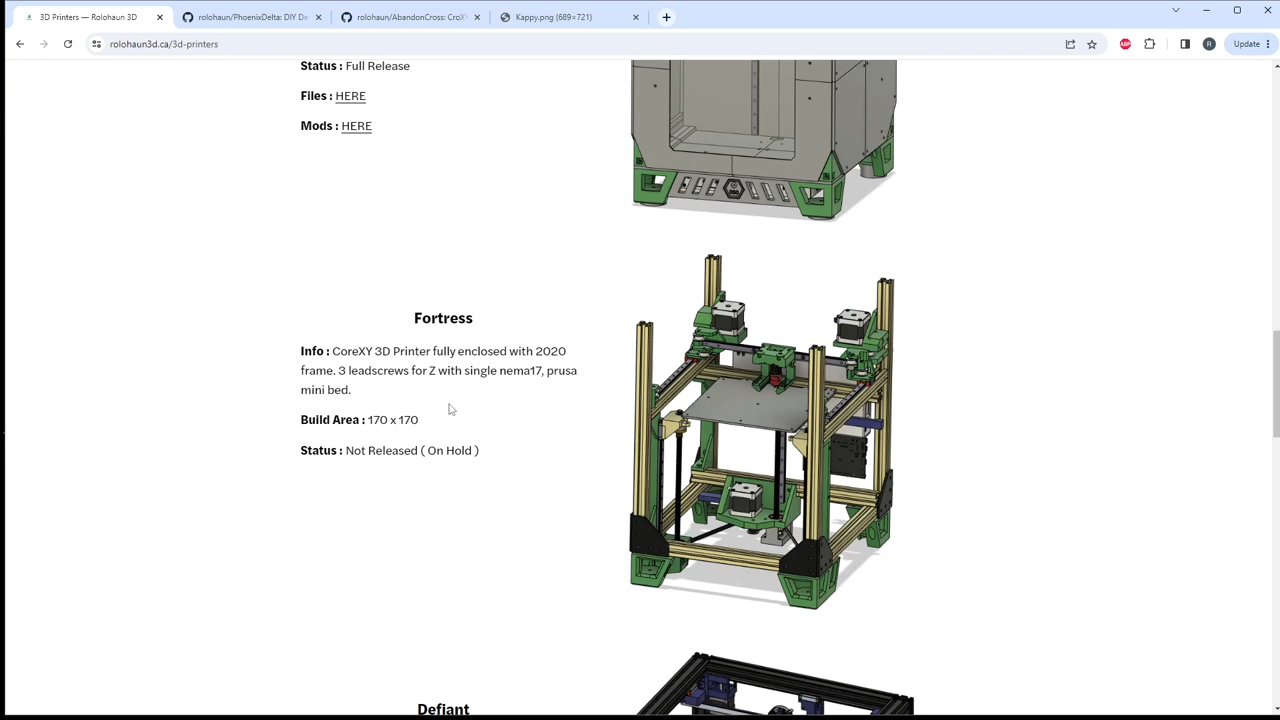 3D Printers — Rolohaun 3D
rolohaun/PhoenixDelta: DIY De
rolohaun/AbandonCross: CroX
Kappy.png (689×721)
rolohaun3d.ca/3d-printers
ABP
R
Update
Status : Full Release
Files : HERE
Mods : HERE
Fortress
Info : CoreXY 3D Printer fully enclosed with 2020
frame. 3 leadscrews for Z with single nema17, prusa
mini bed.
Build Area : 170 x 170
Status : Not Released ( On Hold )
Defiant